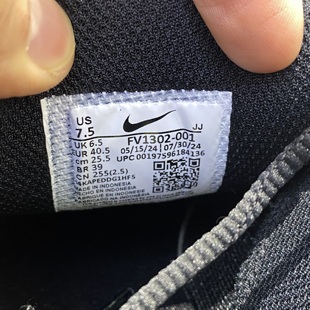 US
7.5
UK 6.5
EUR 40.5
cm 25.5
BR 39
CN 255(2.5)
FV1302-001
JJ
05/15/24 07/30/24
UPC 00197596184136
MADE IN INDONESIA